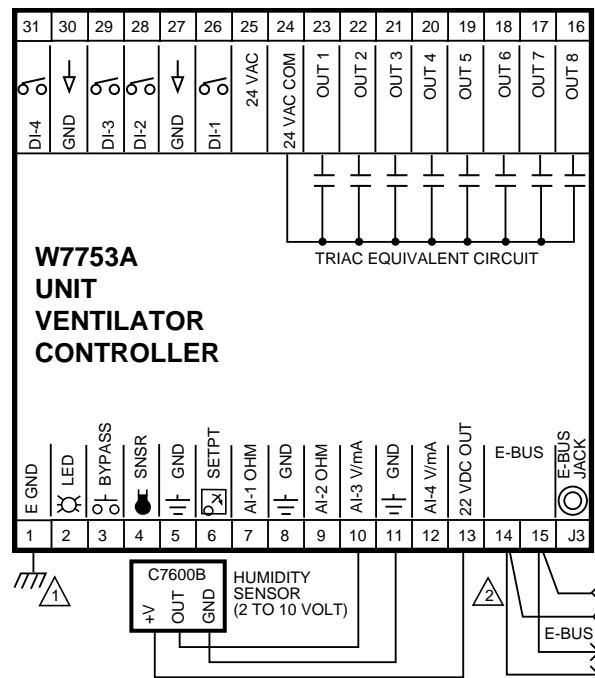 31 30 29 28 27 26 25 24 23 22 21 20 19 18 17 16
DI-4
GND
DI-3
DI-2
GND
DI-1
24 VAC
24 VAC COM
OUT 1
OUT 2
OUT 3
OUT 4
OUT 5
OUT 6
OUT 7
OUT 8
TRIAC EQUIVALENT CIRCUIT
W7753A
UNIT
VENTILATOR
CONTROLLER
E GND
LED
BYPASS
SNSR
GND
SETPT
AI-1 OHM
GND
AI-2 OHM
AI-3 V/mA
GND
AI-4 V/mA
22 VDC OUT
E-BUS
E-BUS
JACK
1 2 3 4 5 6 7 8 9 10 11 12 13 14 15 J3
1
C7600B
+V
OUT
GND
HUMIDITY
SENSOR
(2 TO 10 VOLT)
2
E-BUS